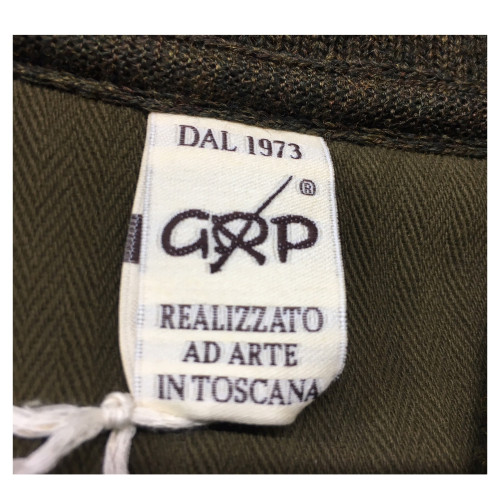 DAL 1973
GRP®
REALIZZATO
AD ARTE
IN TOSCANA